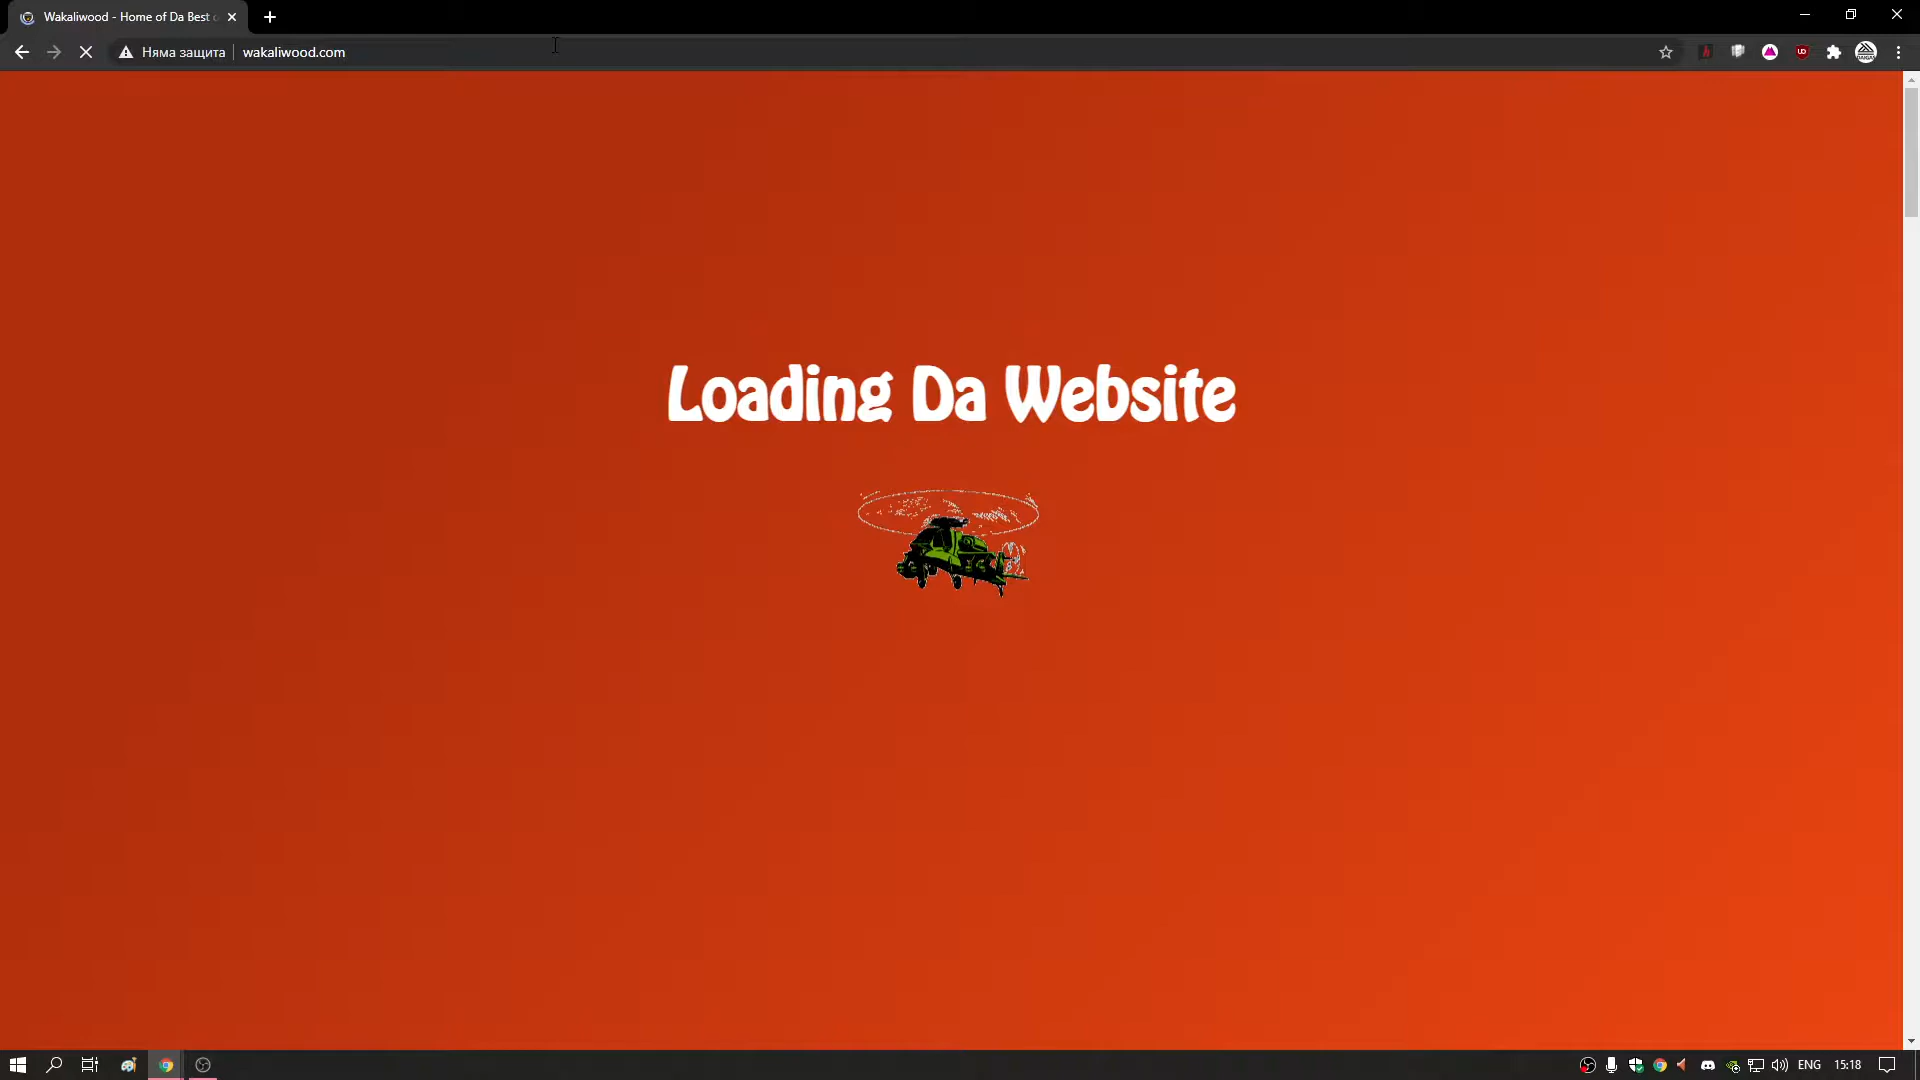 Wakaliwood - Home of Da Best
Няма защита
wakaliwood.com
Loading Da Website
ENG
15:18